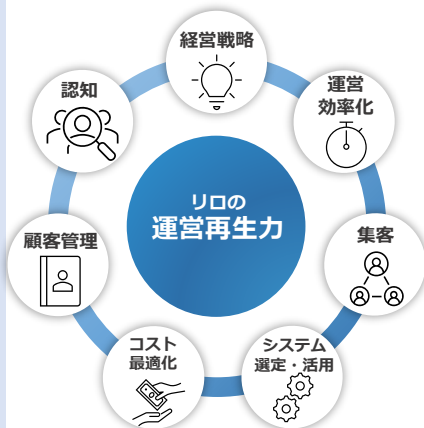 経営戦略
運営
効率化
集客
システム
選定・活用
コスト
最適化
顧客管理
認知
リロの
運営再生力